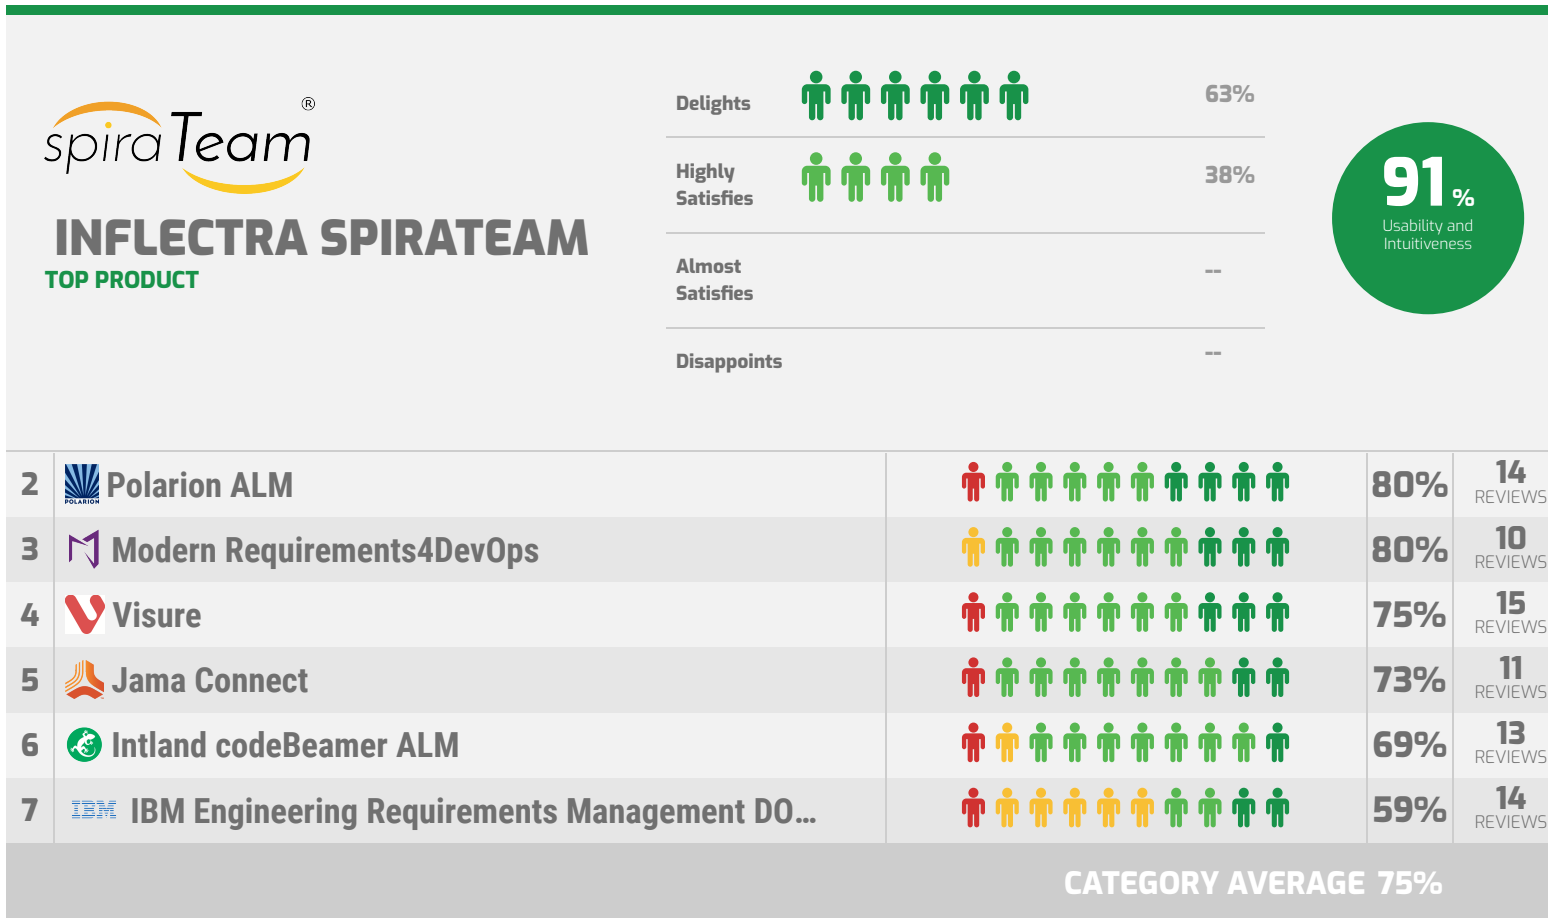 spiraTeam®
INFLECTRA SPIRATEAM
TOP PRODUCT
Delights 63%
Highly
Satisfies 38%
Almost
Satisfies --
Disappoints --
91%
Usability and
Intuitiveness
2 POLARION Polarion ALM 80% 14 REVIEWS
3 Modern Requirements4DevOps 80% 10 REVIEWS
4 Visure 75% 15 REVIEWS
5 Jama Connect 73% 11 REVIEWS
6 Intland codeBeamer ALM 69% 13 REVIEWS
7 IBM IBM Engineering Requirements Management DO... 59% 14 REVIEWS
CATEGORY AVERAGE 75%